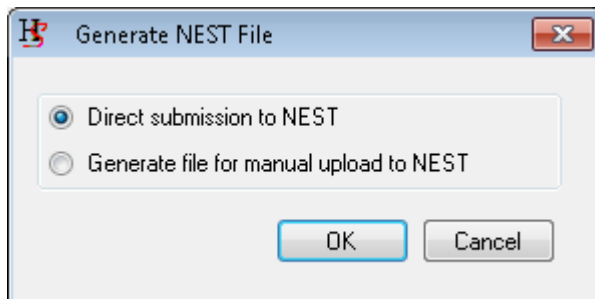 Generate NEST File
Direct submission to NEST
Generate file for manual upload to NEST
OK Cancel